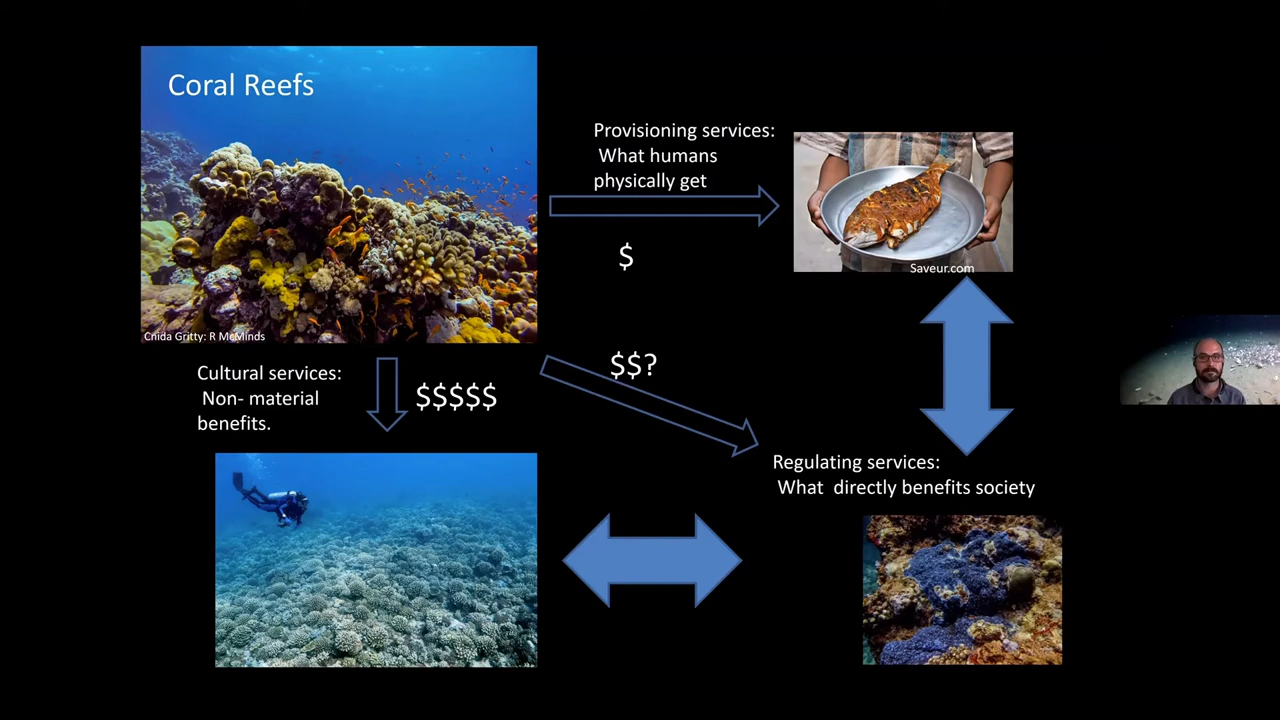 Coral Reefs
Provisioning services:
What humans
physically get
$
Saveur.com
Cnida Gritty: R McMinds
Cultural services:
Non- material
benefits.
$$$$$
$$?
Regulating services:
What directly benefits society